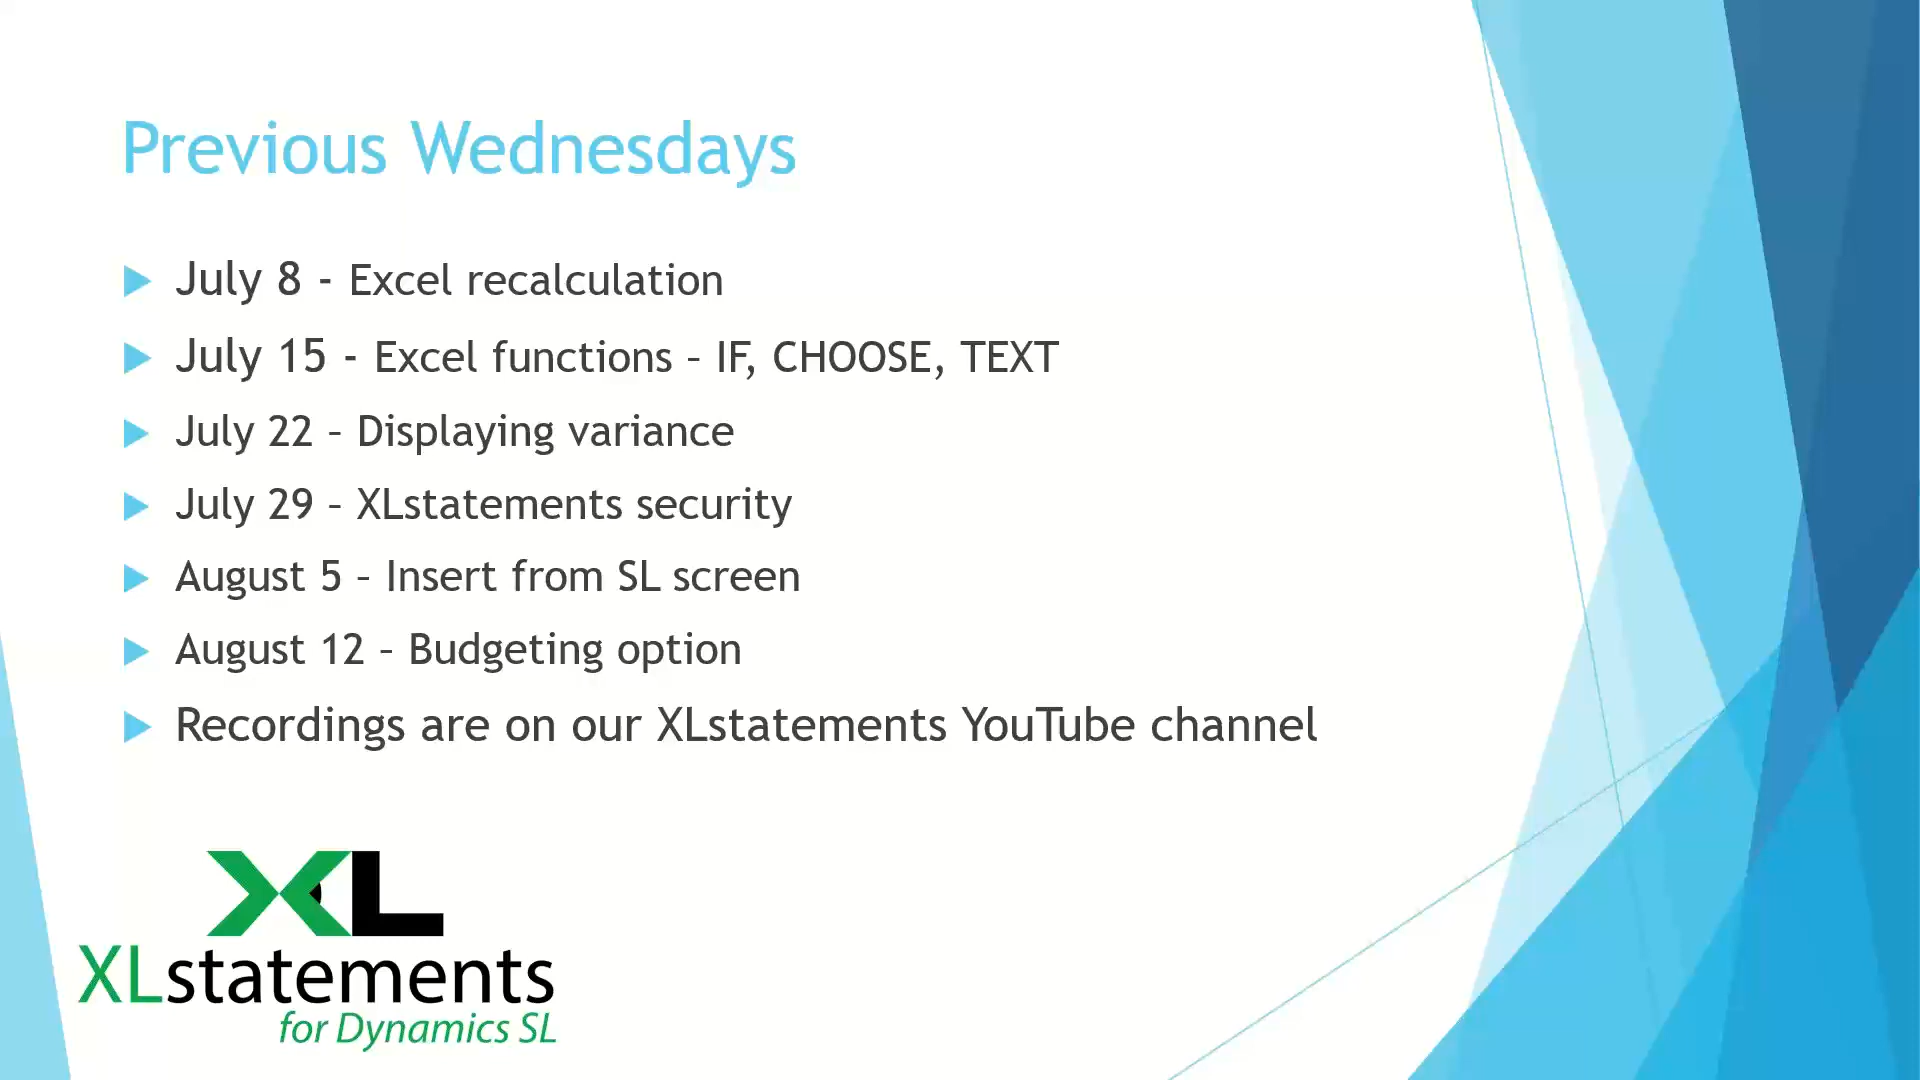 Previous Wednesdays
July 8 - Excel recalculation
July 15 - Excel functions – IF, CHOOSE, TEXT
July 22 – Displaying variance
July 29 – XLstatements security
August 5 – Insert from SL screen
August 12 – Budgeting option
Recordings are on our XLstatements YouTube channel
XL
XLstatements
for Dynamics SL